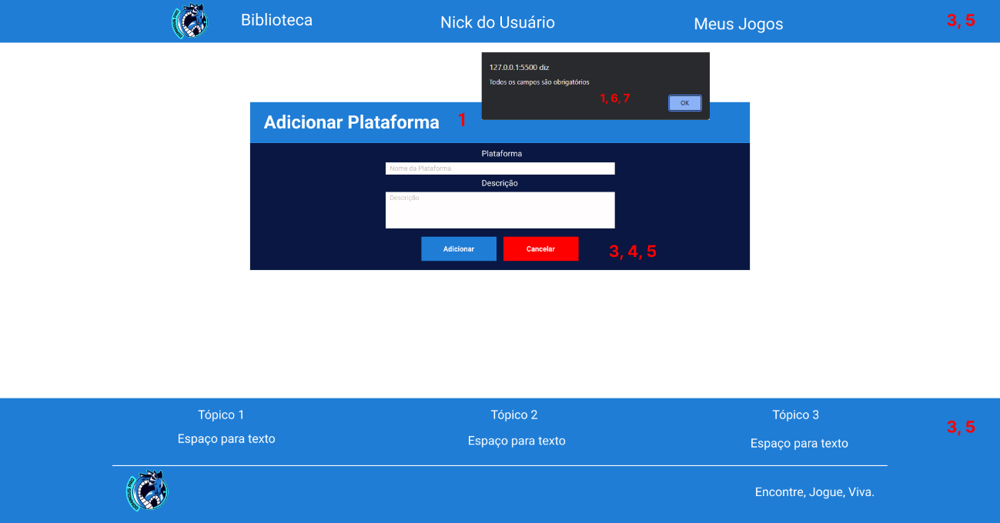 Biblioteca
Nick do Usuário
Meus Jogos
3, 5
127.0.0.1:5500 diz
Todos os campos são obrigatórios
1, 6, 7
OK
Adicionar Plataforma
1
Plataforma
Nome da Plataforma
Descrição
Descrição
Adicionar
Cancelar
3, 4, 5
Tópico 1
Tópico 2
Tópico 3
3, 5
Espaço para texto
Espaço para texto
Espaço para texto
Encontre, Jogue, Viva.